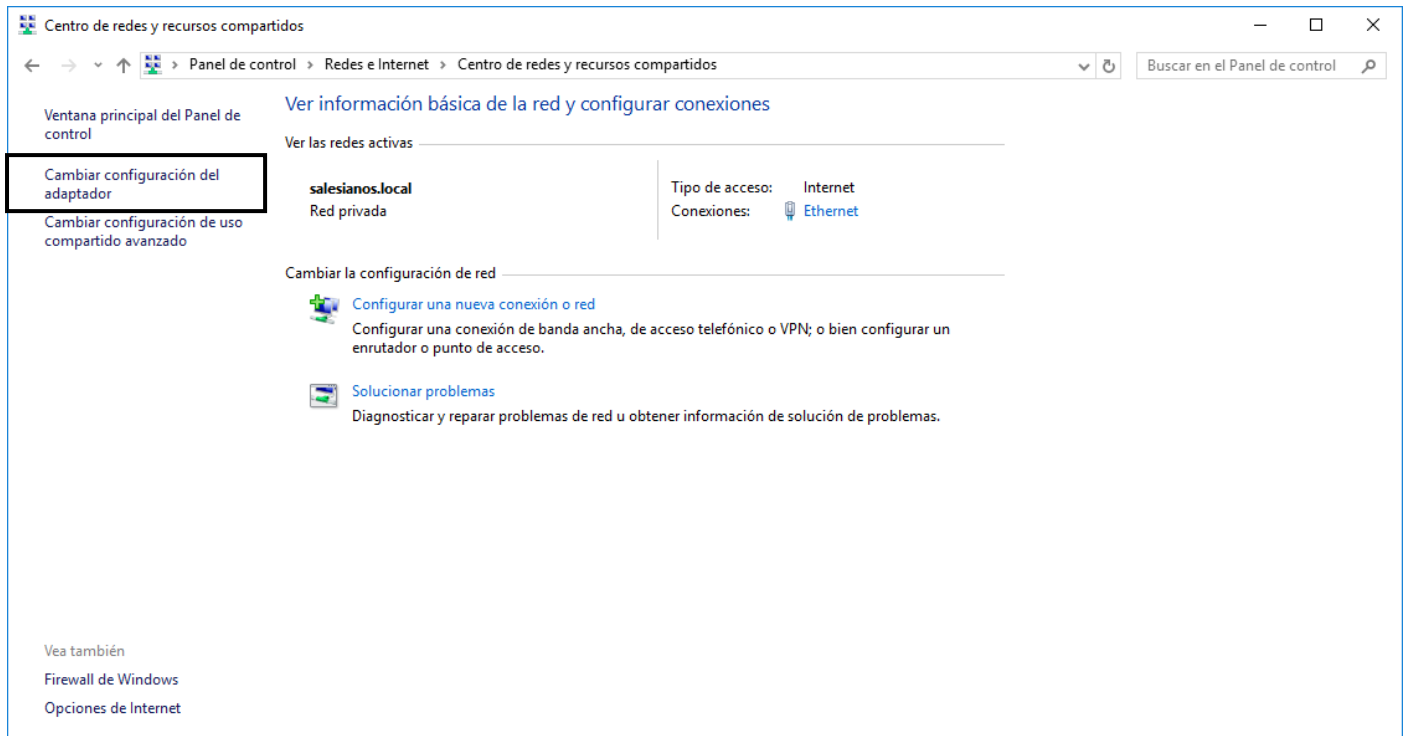 Centro de redes y recursos compartidos
Panel de control > Redes e Internet > Centro de redes y recursos compartidos
Buscar en el Panel de control
Ventana principal del Panel de
control
Cambiar configuración del
adaptador
Cambiar configuración de uso
compartido avanzado
Ver información básica de la red y configurar conexiones
Ver las redes activas
salesianos.local
Red privada
Tipo de acceso: Internet
Conexiones: Ethernet
Cambiar la configuración de red
Configurar una nueva conexión o red
Configurar una conexión de banda ancha, de acceso telefónico o VPN; o bien configurar un
enrutador o punto de acceso.
Solucionar problemas
Diagnosticar y reparar problemas de red u obtener información de solución de problemas.
Vea también
Firewall de Windows
Opciones de Internet